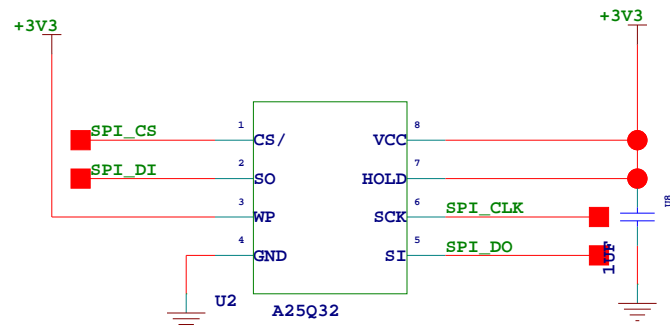 +3V3
+3V3
SPI_CS
1
CS/
VCC
8
SPI_DI
2
SO
HOLD
7
3
WP
SCK
6
SPI_CLK
U8
4
GND
SI
5
SPI_DO
1UF
U2
A25Q32